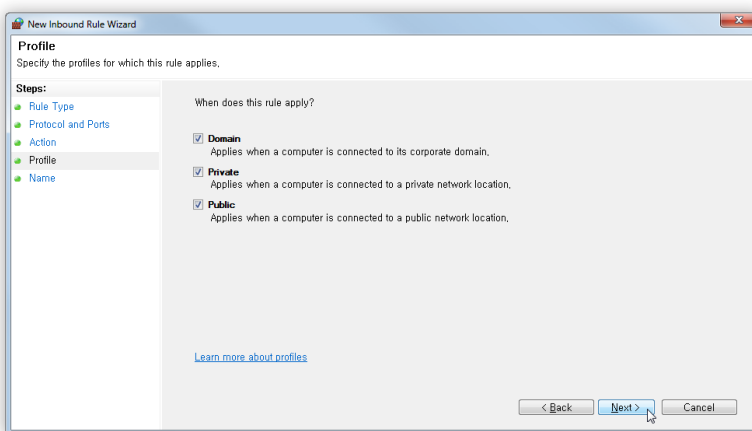 New Inbound Rule Wizard
Profile
Specify the profiles for which this rule applies.
Steps:
Rule Type
Protocol and Ports
Action
Profile
Name
When does this rule apply?
Domain
Applies when a computer is connected to its corporate domain.
Private
Applies when a computer is connected to a private network location.
Public
Applies when a computer is connected to a public network location.
Learn more about profiles
< Back
Next >
Cancel